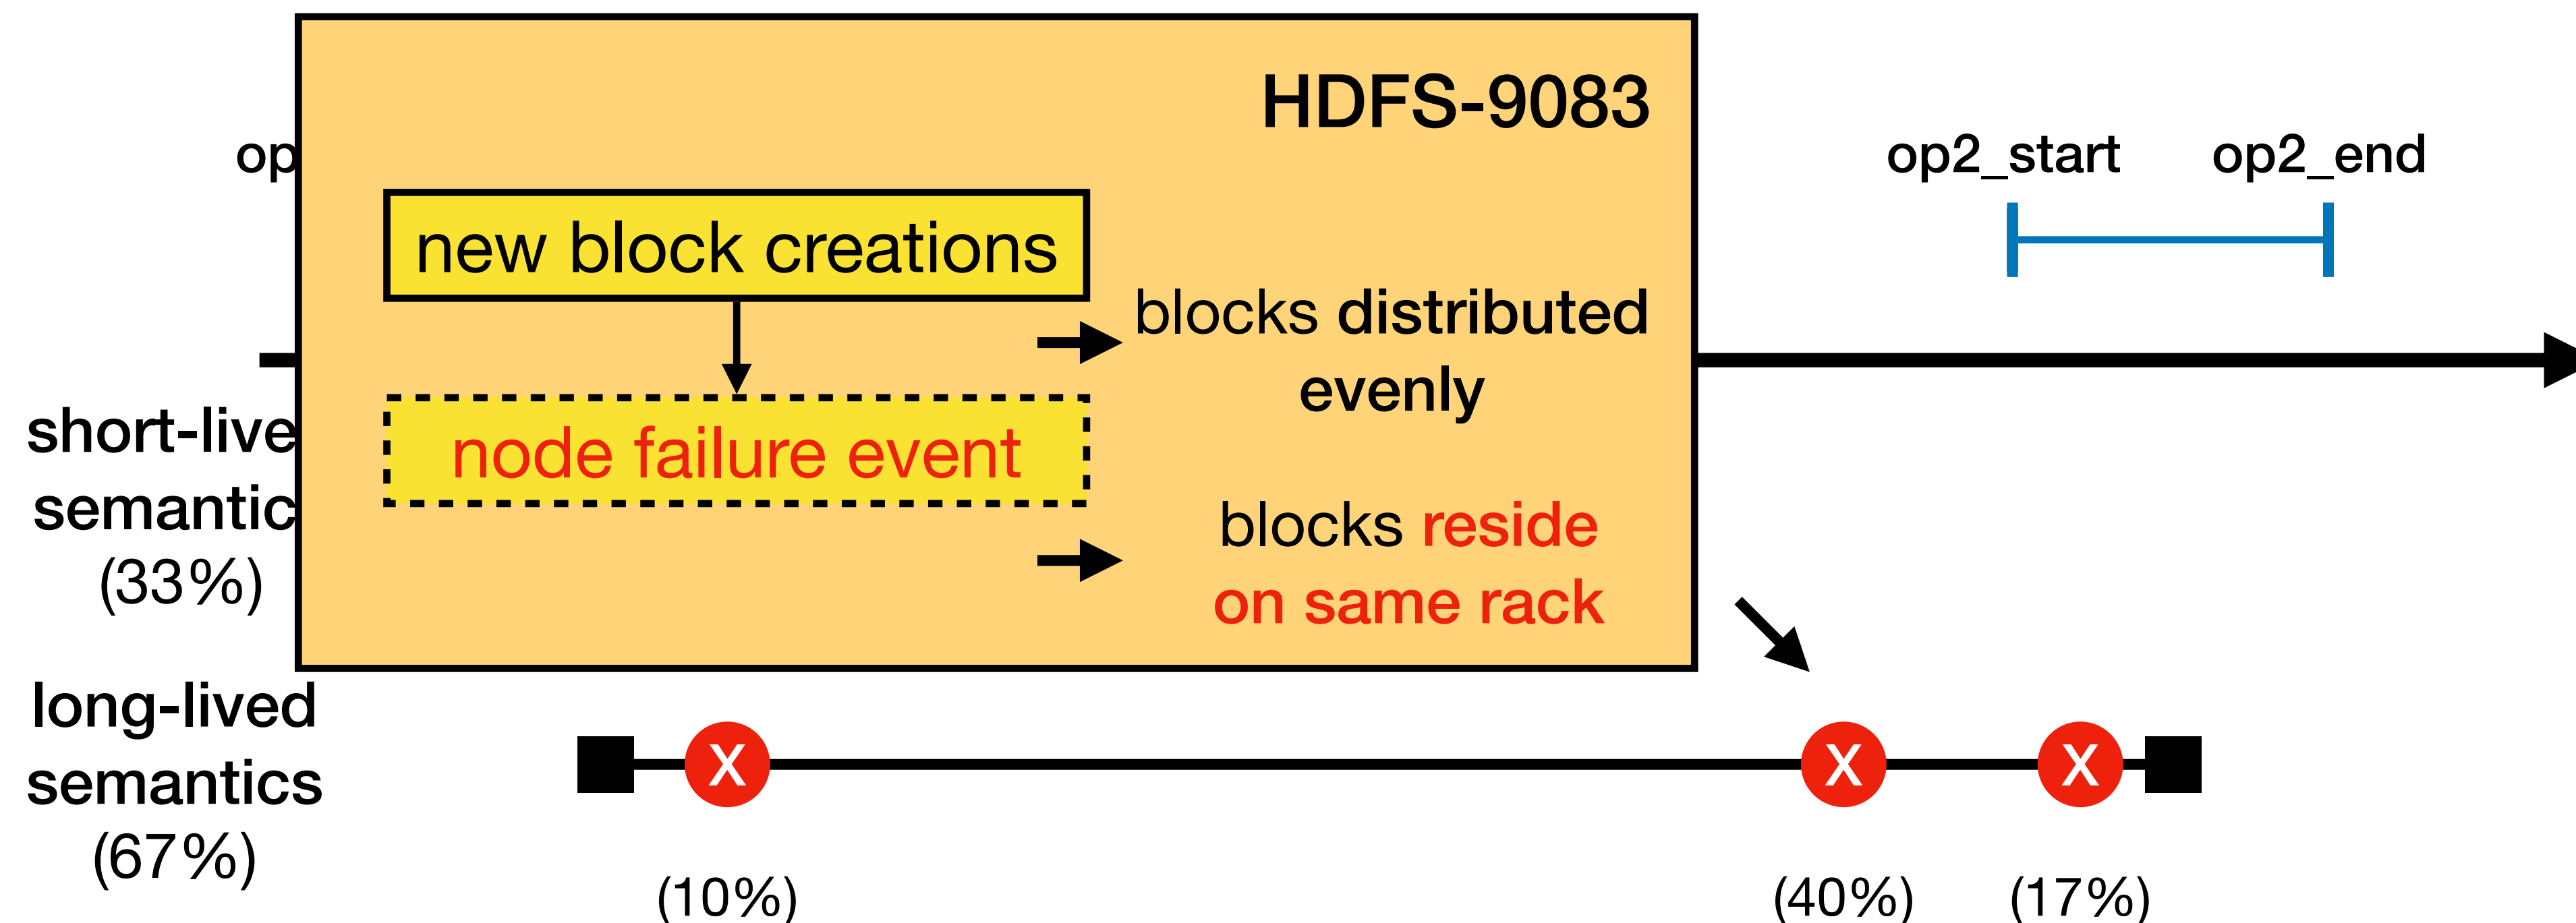 HDFS-9083
op
op2_start
op2_end
new block creations
blocks distributed
evenly
node failure event
blocks reside
on same rack
short-live
semantic
(33%)
long-lived
semantics
(67%)
X
X
X
(10%)
(40%)
(17%)